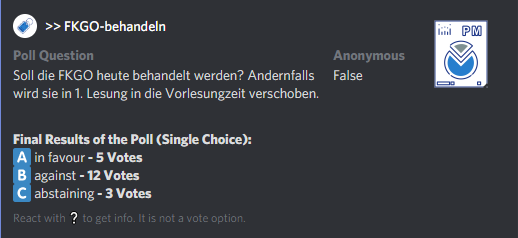 >> FKGO-behandeln
PM
Poll Question
Anonymous
Soll die FKGO heute behandelt werden? Andernfalls
False
wird sie in 1. Lesung in die Vorlesungzeit verschoben.
Final Results of the Poll (Single Choice):
A in favour - 5 Votes
B against - 12 Votes
C abstaining - 3 Votes
React with ? to get info. It is not a vote option.